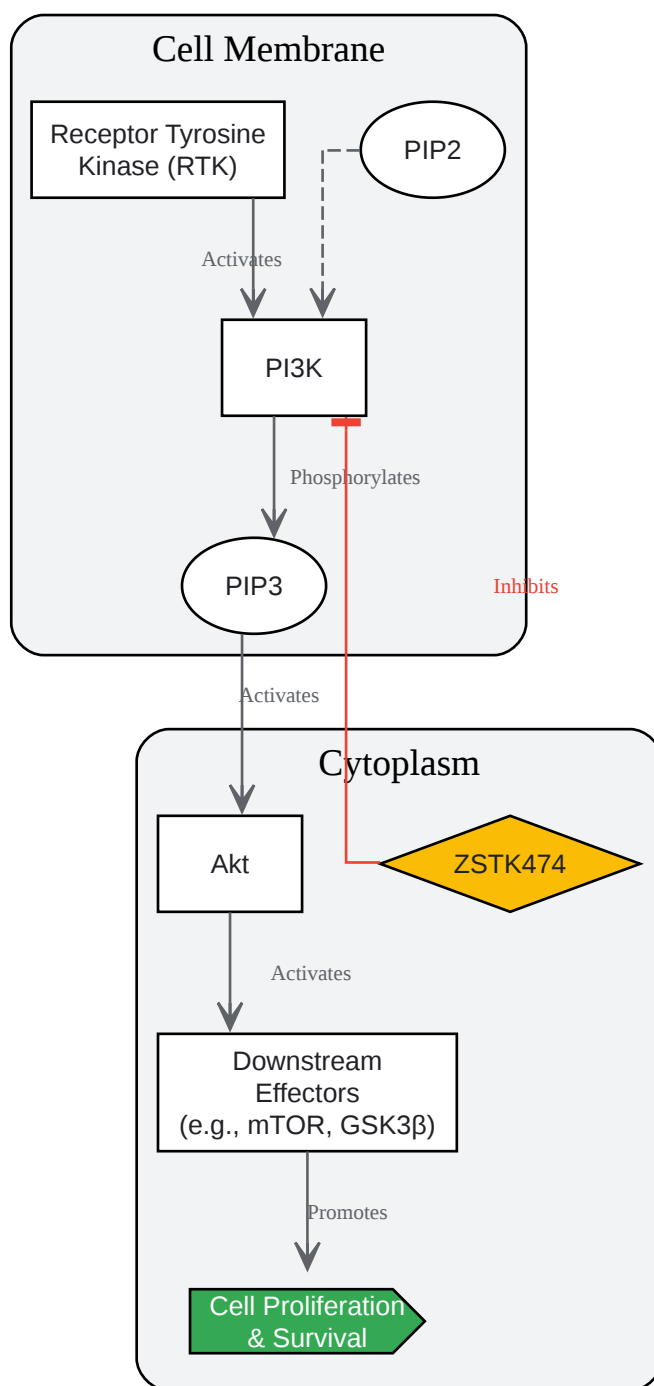 Cell Membrane
Receptor Tyrosine
Kinase (RTK)
PIP2
Activates
PI3K
Phosphorylates
PIP3
Inhibits
Activates
Cytoplasm
Akt
ZSTK474
Activates
Downstream
Effectors
(e.g., mTOR, GSK3β)
Promotes
Cell Proliferation
& Survival